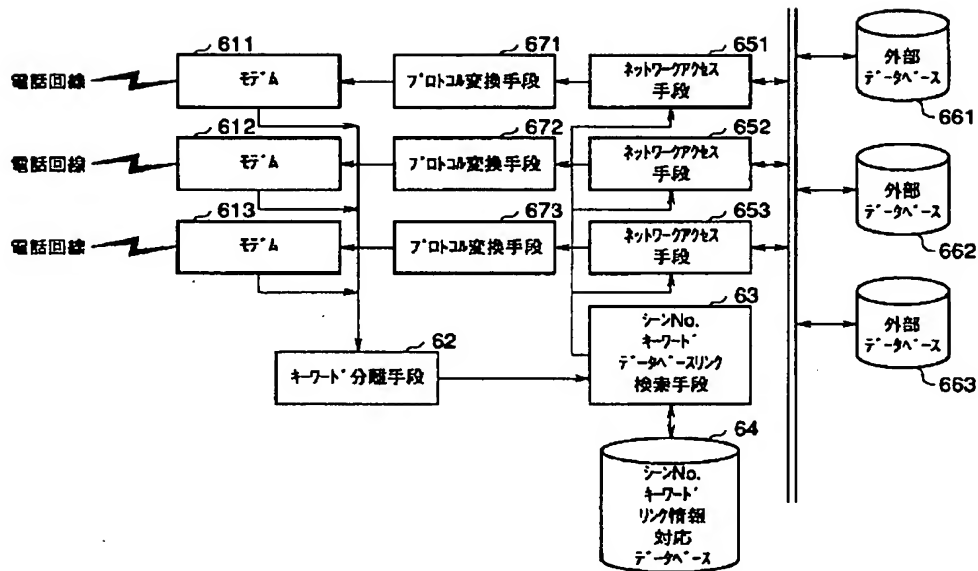 611
671
651
電話回線
モデム
プロトコル変換手段
ネットワークアクセス
手段
外部
データベース
661
612
672
652
電話回線
モデム
プロトコル変換手段
ネットワークアクセス
手段
外部
データベース
662
613
673
653
電話回線
モデム
プロトコル変換手段
ネットワークアクセス
手段
外部
データベース
663
62
キーワード分離手段
63
シーンNo.
キーワード
データベースリンク
検索手段
64
シーンNo.
キーワード
リンク情報
対応
データベース